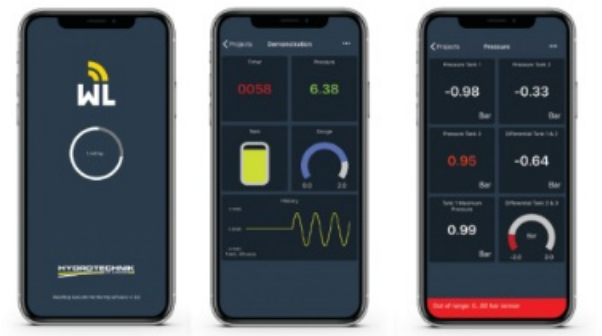 WL
Loading
HYDROTECHNIK
Projects
Demonstration
Timer
Pressure
0058
6.38
Tank
Gauge
0.0
2.0
History
Projects
Pressure
Pressure Tank 1
Pressure Tank 2
-0.98
-0.33
Bar
Bar
Pressure Tank 3
Differential Tank 1&2
0.95
-0.64
Bar
Bar
Tank 1 Maximum
Pressure
Differential Tank 2 & 3
0.99
Bar
Bar
Out of range: 0..60 bar sensor